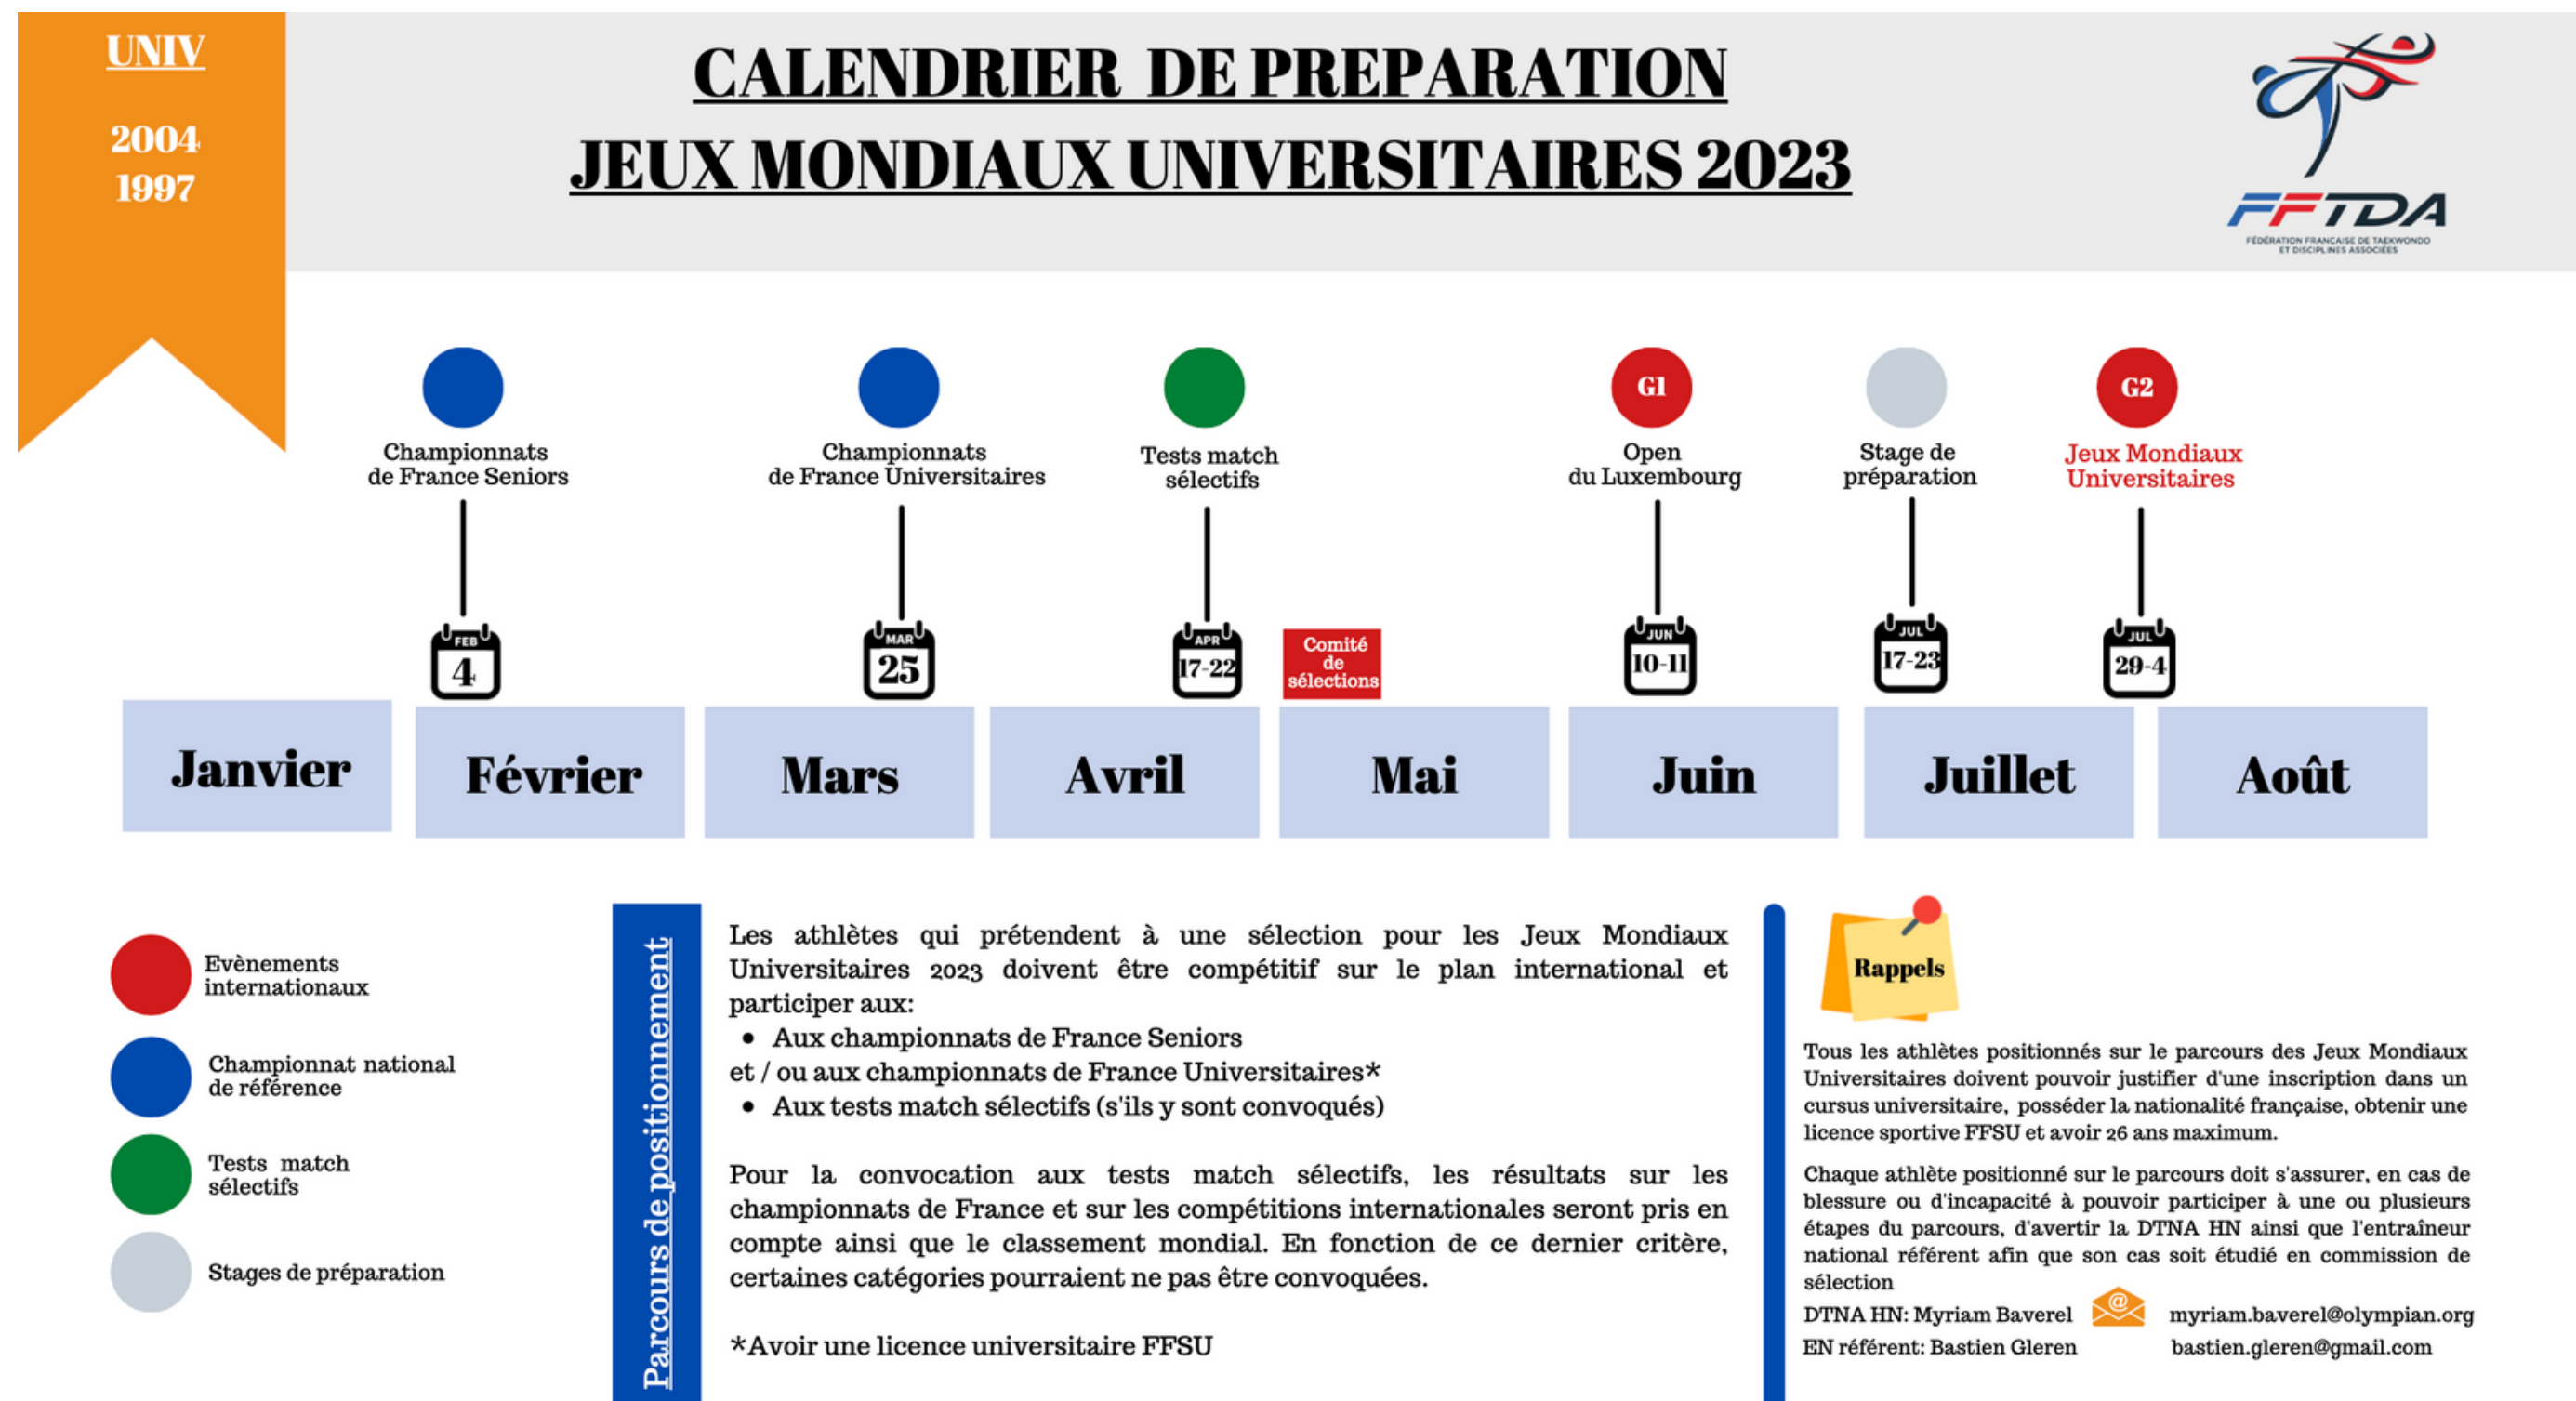 UNIV
2004
1997
CALENDRIER DE PREPARATION
JEUX MONDIAUX UNIVERSITAIRES 2023
FFTDA
FÉDÉRATION FRANÇAISE DE TAEKWONDO
ET DISCIPLINES ASSOCIÉES
Championnats
de France Seniors
Championnats
de France Universitaires
Tests match
sélectifs
G1
Open
du Luxembourg
Stage de
préparation
G2
Jeux Mondiaux
Universitaires
FEB
4
MAR
25
APR
17-22
Comité
de
sélections
JUN
10-11
JUL
17-23
JUL
29-4
Janvier
Février
Mars
Avril
Mai
Juin
Juillet
Août
Evènements
internationaux
Championnat national
de référence
Tests match
sélectifs
Stages de préparation
Parcours de positionnement
Les athlètes qui prétendent à une sélection pour les Jeux Mondiaux
Universitaires 2023 doivent être compétitif sur le plan international et
participer aux:
• Aux championnats de France Seniors
et / ou aux championnats de France Universitaires*
• Aux tests match sélectifs (s'ils y sont convoqués)
Pour la convocation aux tests match sélectifs, les résultats sur les
championnats de France et sur les compétitions internationales seront pris en
compte ainsi que le classement mondial. En fonction de ce dernier critère,
certaines catégories pourraient ne pas être convoquées.
*Avoir une licence universitaire FFSU
Rappels
Tous les athlètes positionnés sur le parcours des Jeux Mondiaux
Universitaires doivent pouvoir justifier d'une inscription dans un
cursus universitaire, posséder la nationalité française, obtenir une
licence sportive FFSU et avoir 26 ans maximum.
Chaque athlète positionné sur le parcours doit s'assurer, en cas de
blessure ou d'incapacité à pouvoir participer à une ou plusieurs
étapes du parcours, d'avertir la DTNA HN ainsi que l'entraîneur
national référent afin que son cas soit étudié en commission de
sélection
DTNA HN: Myriam Baverel @ myriam.baverel@olympian.org
EN référent: Bastien Gleren bastien.gleren@gmail.com